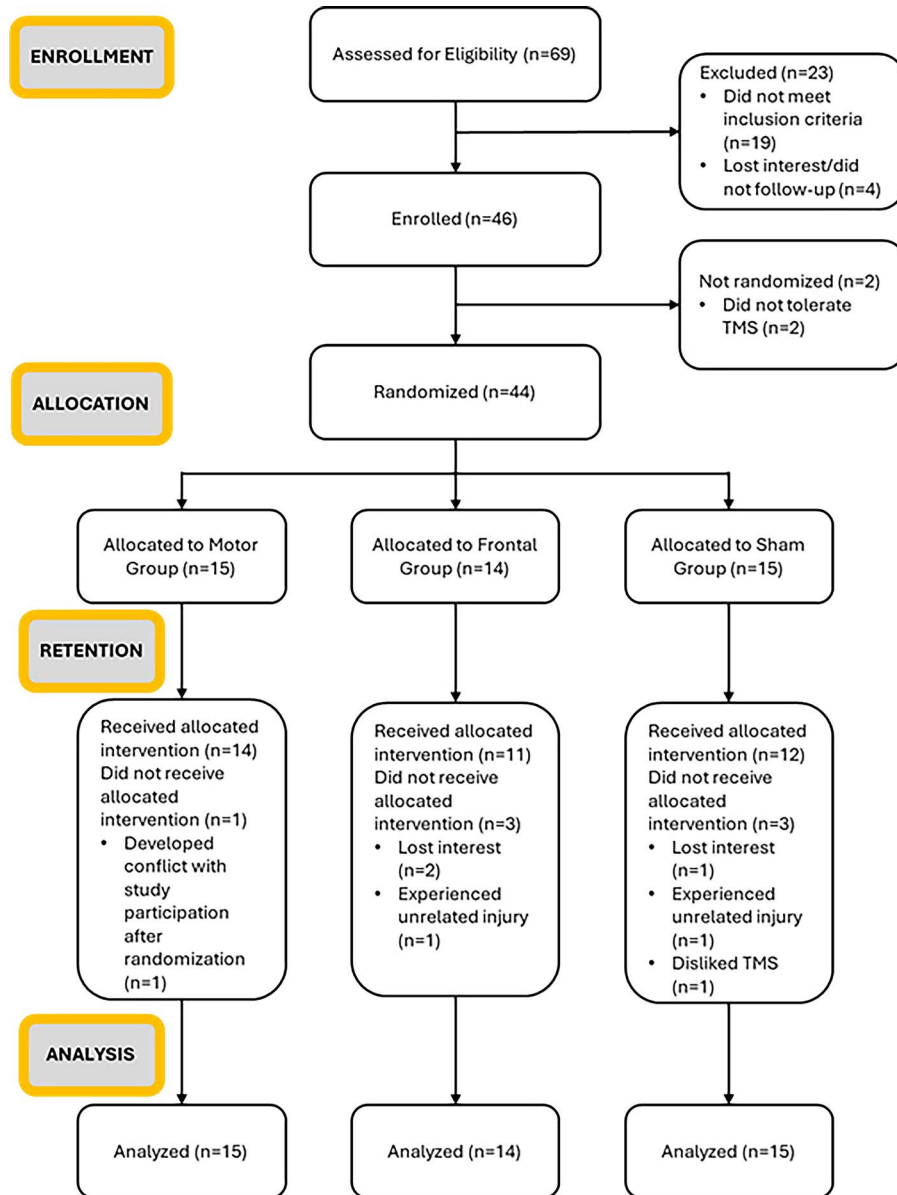 ENROLLMENT
Assessed for Eligibility (n=69)
Excluded (n=23)
• Did not meet
inclusion criteria
(n=19)
• Lost interest/did
not follow-up (n=4)
Enrolled (n=46)
Not randomized (n=2)
• Did not tolerate
TMS (n=2)
ALLOCATION
Randomized (n=44)
Allocated to Motor
Group (n=15)
Allocated to Frontal
Group (n=14)
Allocated to Sham
Group (n=15)
RETENTION
Received allocated
intervention (n=14)
Did not receive
allocated
intervention (n=1)
• Developed
conflict with
study
participation
after
randomization
(n=1)
Received allocated
intervention (n=11)
Did not receive
allocated
intervention (n=3)
• Lost interest
(n=2)
• Experienced
unrelated injury
(n=1)
Received allocated
intervention (n=12)
Did not receive
allocated
intervention (n=3)
• Lost interest
(n=1)
• Experienced
unrelated injury
(n=1)
• Disliked TMS
(n=1)
ANALYSIS
Analyzed (n=15)
Analyzed (n=14)
Analyzed (n=15)